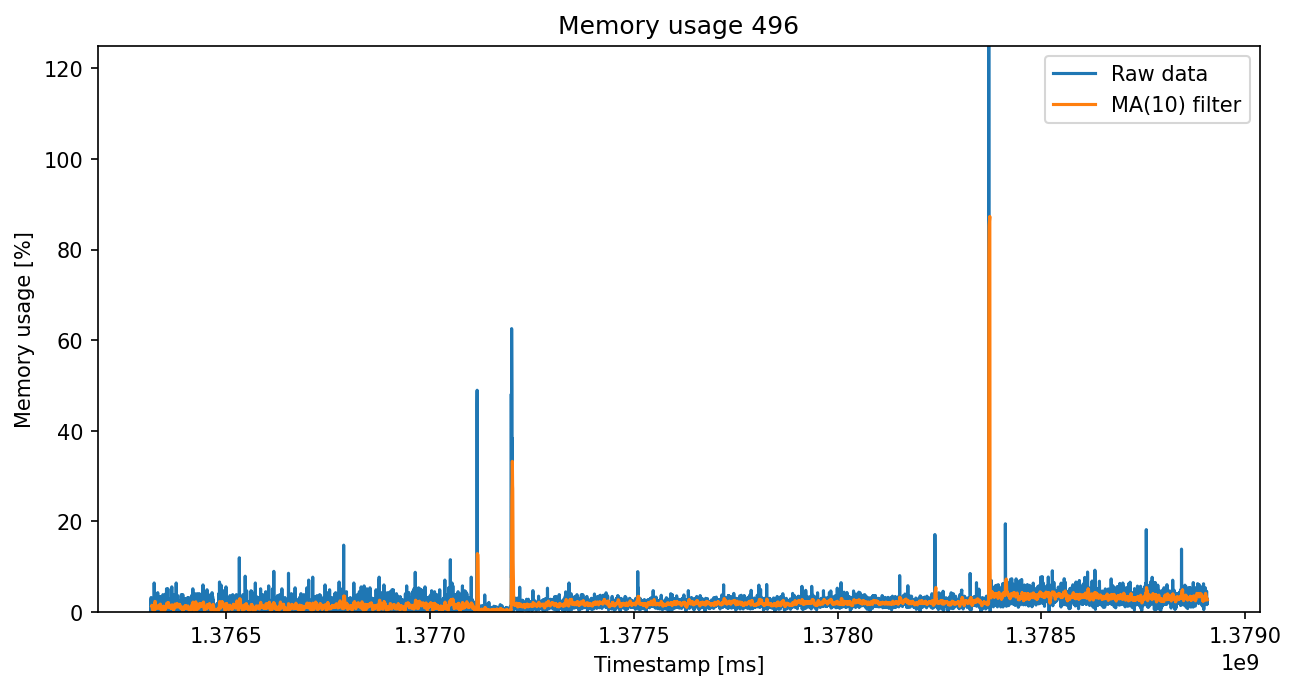 Memory usage 496
Raw data
MA(10) filter
Memory usage [%]
120
100
80
60
40
20
0
1.3765 1.3770 1.3775 1.3780 1.3785 1.3790
1e9
Timestamp [ms]